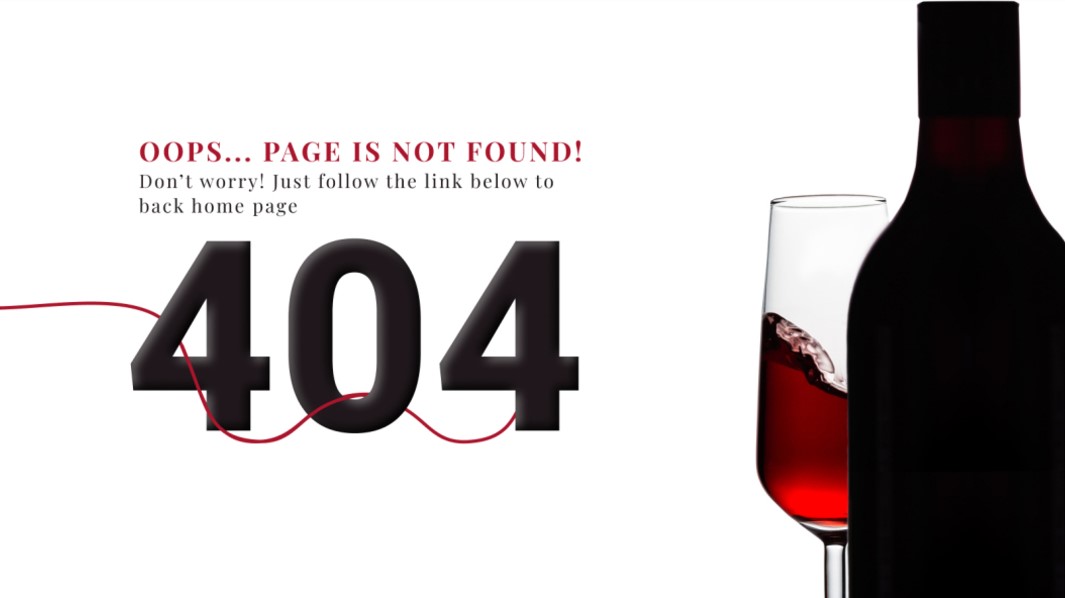 OOPS... PAGE IS NOT FOUND!
Don’t worry! Just follow the link below to
back home page
404